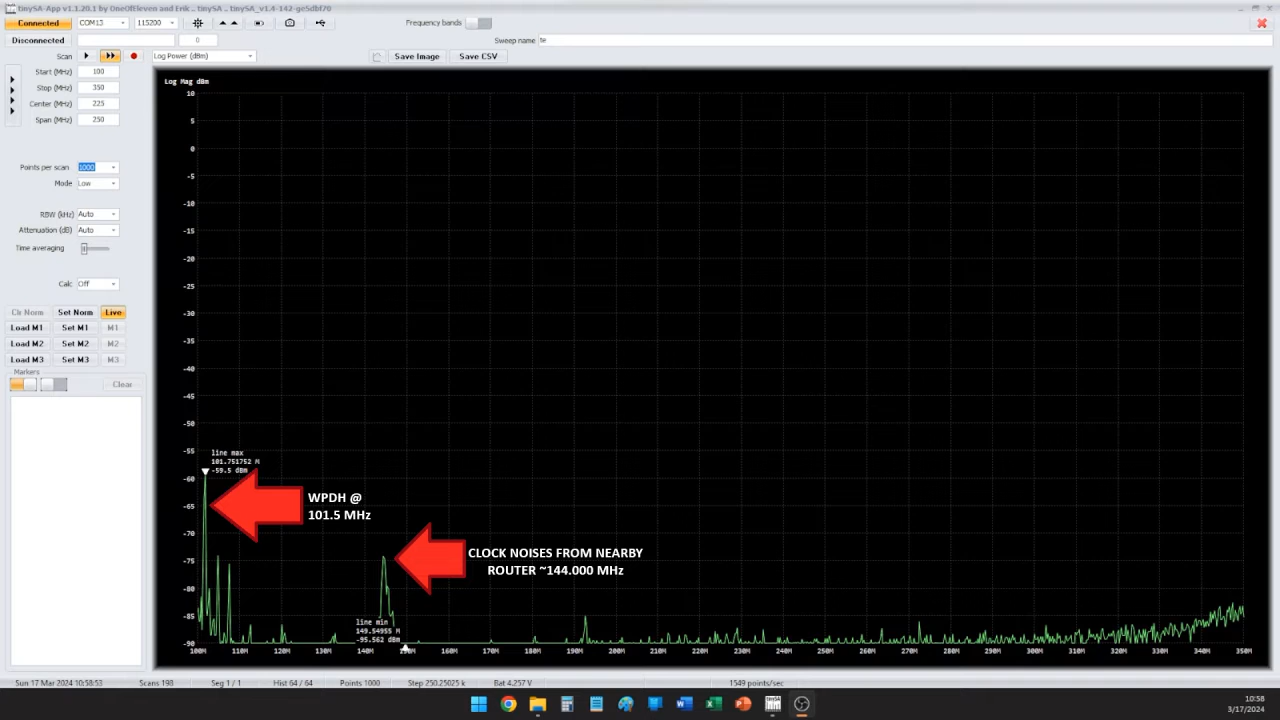 tinySA-App v1.1.20.1 by OneOfEleven and Erik .. tinySA .. tinySA_v1.4-142-ge5dbf70
Connected COM13 115200 Frequency bands
Disconnected 0 Sweep name te
Scan Log Power (dBm) Save Image Save CSV
Start (MHz) 100
Stop (MHz) 350
Center (MHz) 225
Span (MHz) 250
Points per scan 1000
Mode Low
RBW (kHz) Auto
Attenuation (dB) Auto
Time averaging
Calc Off
Clr Norm Set Norm Live
Load M1 Set M1 M1
Load M2 Set M2 M2
Load M3 Set M3 M3
Markers
Clear
Log Mag dBm
10
5
0
-5
-10
-15
-20
-25
-30
-35
-40
-45
-50
-55
-60
-65
-70
-75
-80
-85
-90
line max
101.751752 M
-59.5 dBm
WPDH @
101.5 MHz
CLOCK NOISES FROM NEARBY
ROUTER ~144.000 MHz
line min
149.54955 M
-95.562 dBm
100M 110M 120M 130M 140M 150M 160M 170M 180M 190M 200M 210M 220M 230M 240M 250M 260M 270M 280M 290M 300M 310M 320M 330M 340M 350M
Sun 17 Mar 2024 10:58:53 Scans 198 Seg 1 / 1 Hist 64 / 64 Points 1000 Step 250.25025 k Bat 4.257 V 1549 points/sec
10:58
3/17/2024